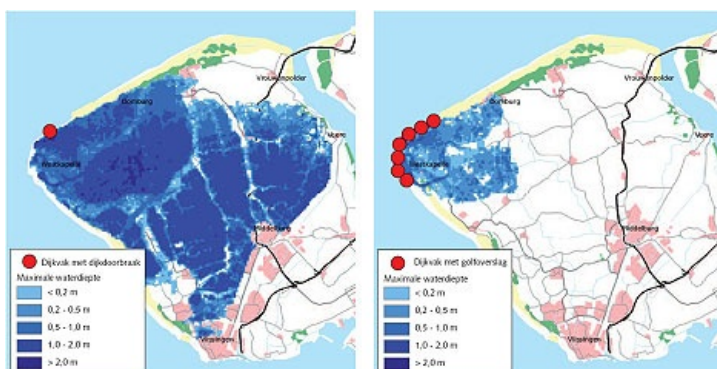 Vrouwenpolder
Domburg
Veere
Westkapelle
Middelburg
Vlissingen
Dijkvak met dijkdoorbraak
Maximale waterdiepte
< 0,2 m
0,2 - 0,5 m
0,5 - 1,0 m
1,0 - 2,0 m
> 2,0 m
Vrouwenpolder
Domburg
Veere
Westkapelle
Middelburg
Vlissingen
Dijkvak met golfoverslag
Maximale waterdiepte
< 0,2 m
0,2 - 0,5 m
0,5 - 1,0 m
1,0 - 2,0 m
> 2,0 m